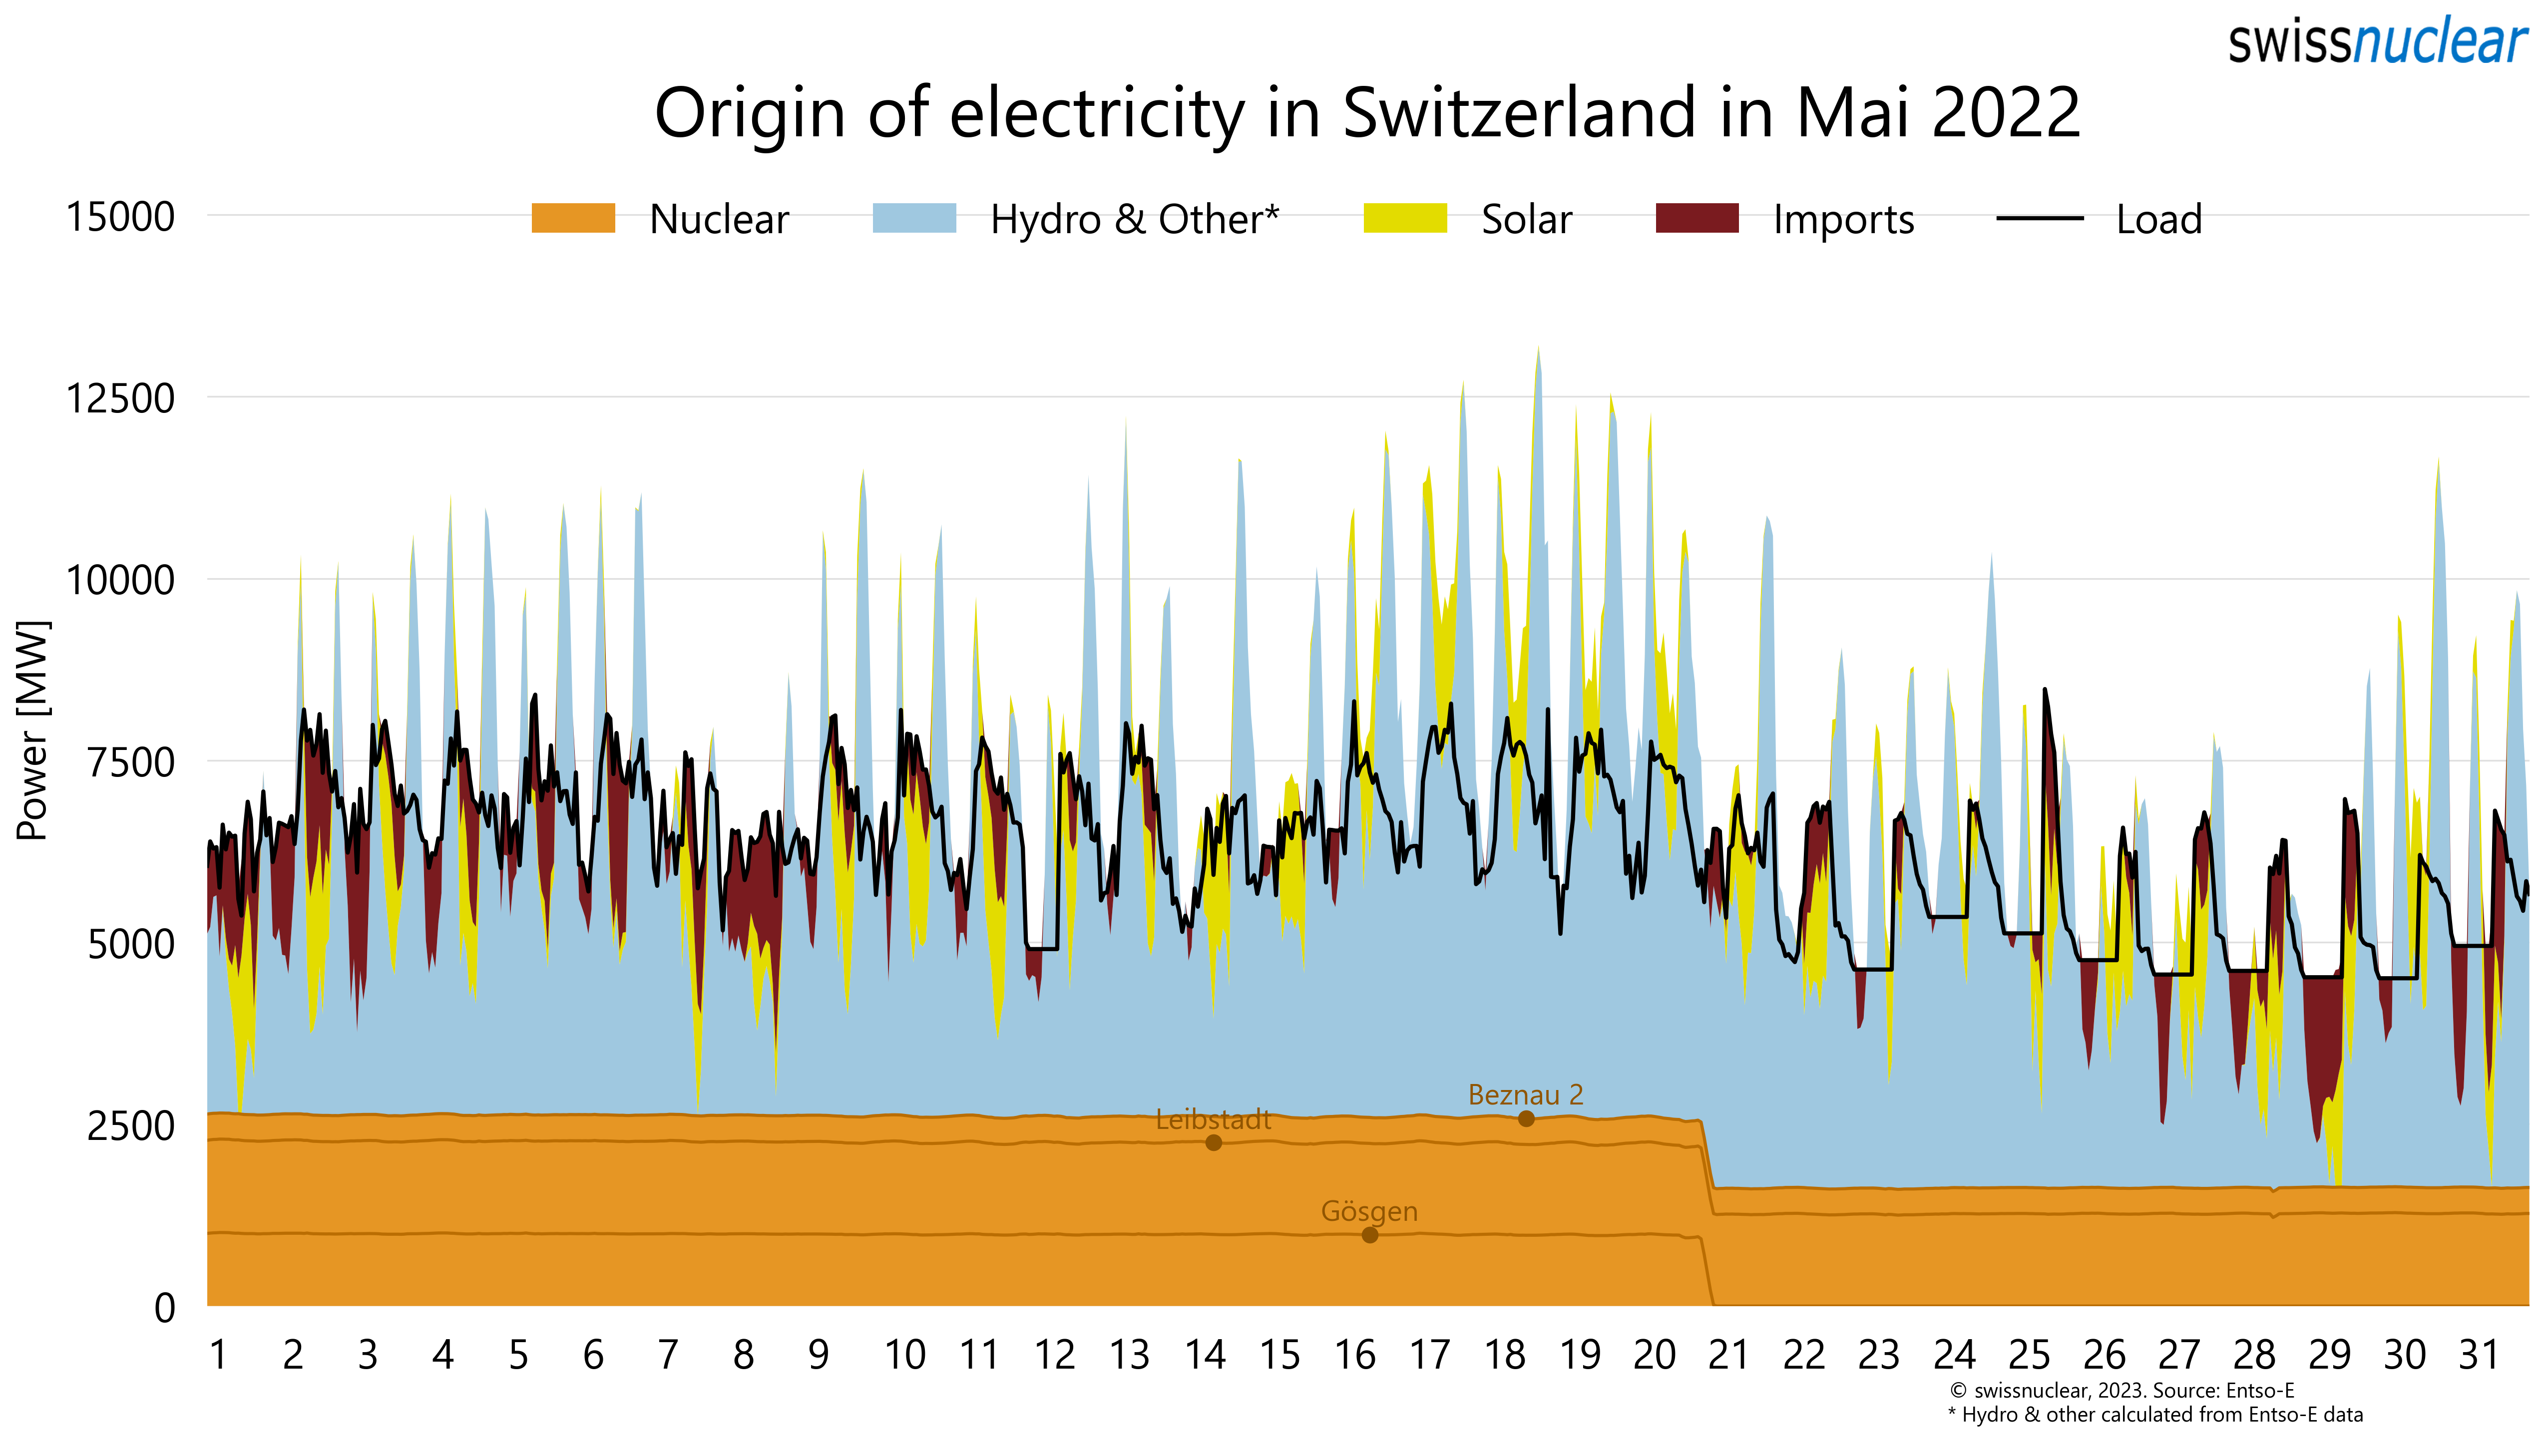 swissnuclear
Origin of electricity in Switzerland in Mai 2022
Nuclear Hydro & Other* Solar Imports Load
15000
12500
10000
7500
5000
2500
0
Power [MW]
Beznau 2
Leibstadt
Gösgen
1 2 3 4 5 6 7 8 9 10 11 12 13 14 15 16 17 18 19 20 21 22 23 24 25 26 27 28 29 30 31
© swissnuclear, 2023. Source: Entso-E
* Hydro & other calculated from Entso-E data